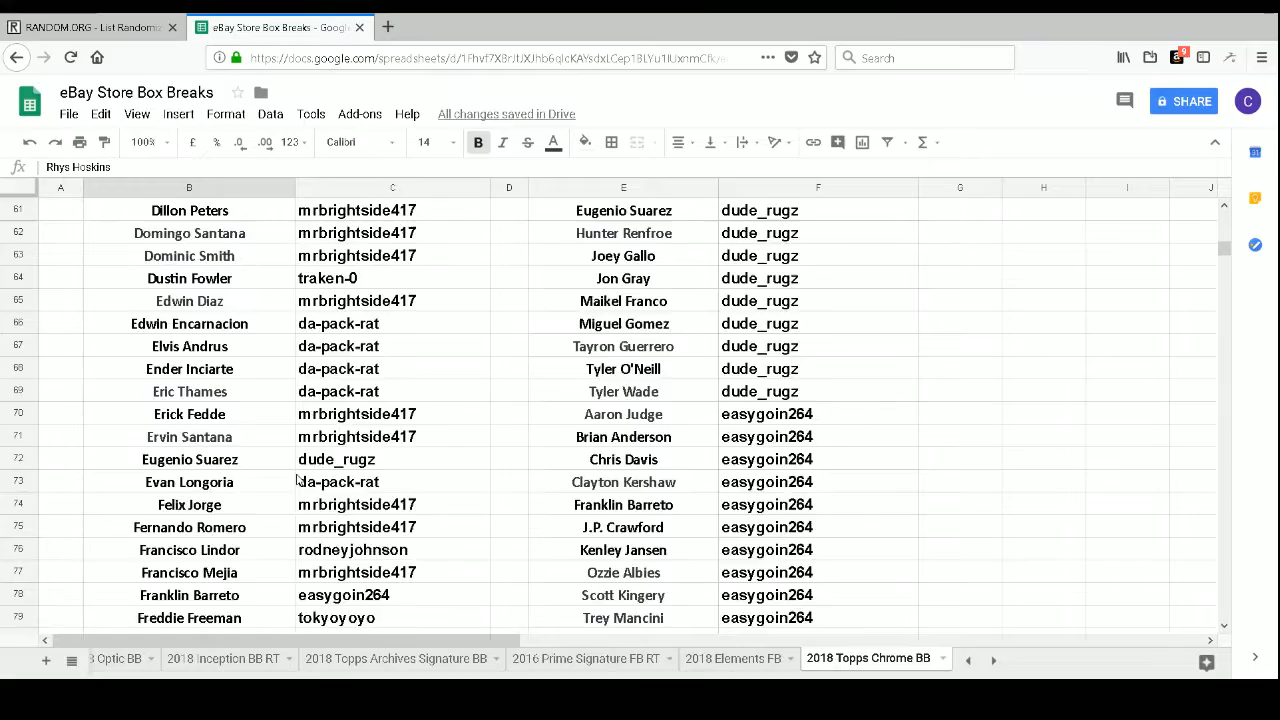 RANDOM.ORG - List Randomiz
eBay Store Box Breaks - Google
Search
9
eBay Store Box Breaks
File Edit View Insert Format Data Tools Add-ons Help All changes saved in Drive
SHARE
C
100% £ % .0 .00 123 Calibri 14 B I S A Σ
fx Rhys Hoskins
A B C D E F G H I J
61 Dillon Peters mrbrightside417 Eugenio Suarez dude_rugz
62 Domingo Santana mrbrightside417 Hunter Renfroe dude_rugz
63 Dominic Smith mrbrightside417 Joey Gallo dude_rugz
64 Dustin Fowler traken-0 Jon Gray dude_rugz
65 Edwin Diaz mrbrightside417 Maikel Franco dude_rugz
66 Edwin Encarnacion da-pack-rat Miguel Gomez dude_rugz
67 Elvis Andrus da-pack-rat Tayron Guerrero dude_rugz
68 Ender Inciarte da-pack-rat Tyler O'Neill dude_rugz
69 Eric Thames da-pack-rat Tyler Wade dude_rugz
70 Erick Fedde mrbrightside417 Aaron Judge easygoin264
71 Ervin Santana mrbrightside417 Brian Anderson easygoin264
72 Eugenio Suarez dude_rugz Chris Davis easygoin264
73 Evan Longoria da-pack-rat Clayton Kershaw easygoin264
74 Felix Jorge mrbrightside417 Franklin Barreto easygoin264
75 Fernando Romero mrbrightside417 J.P. Crawford easygoin264
76 Francisco Lindor rodneyjohnson Kenley Jansen easygoin264
77 Francisco Mejia mrbrightside417 Ozzie Albies easygoin264
78 Franklin Barreto easygoin264 Scott Kingery easygoin264
79 Freddie Freeman tokyoyoyo Trey Mancini easygoin264
8 Optic BB 2018 Inception BB RT 2018 Topps Archives Signature BB 2016 Prime Signature FB RT 2018 Elements FB 2018 Topps Chrome BB